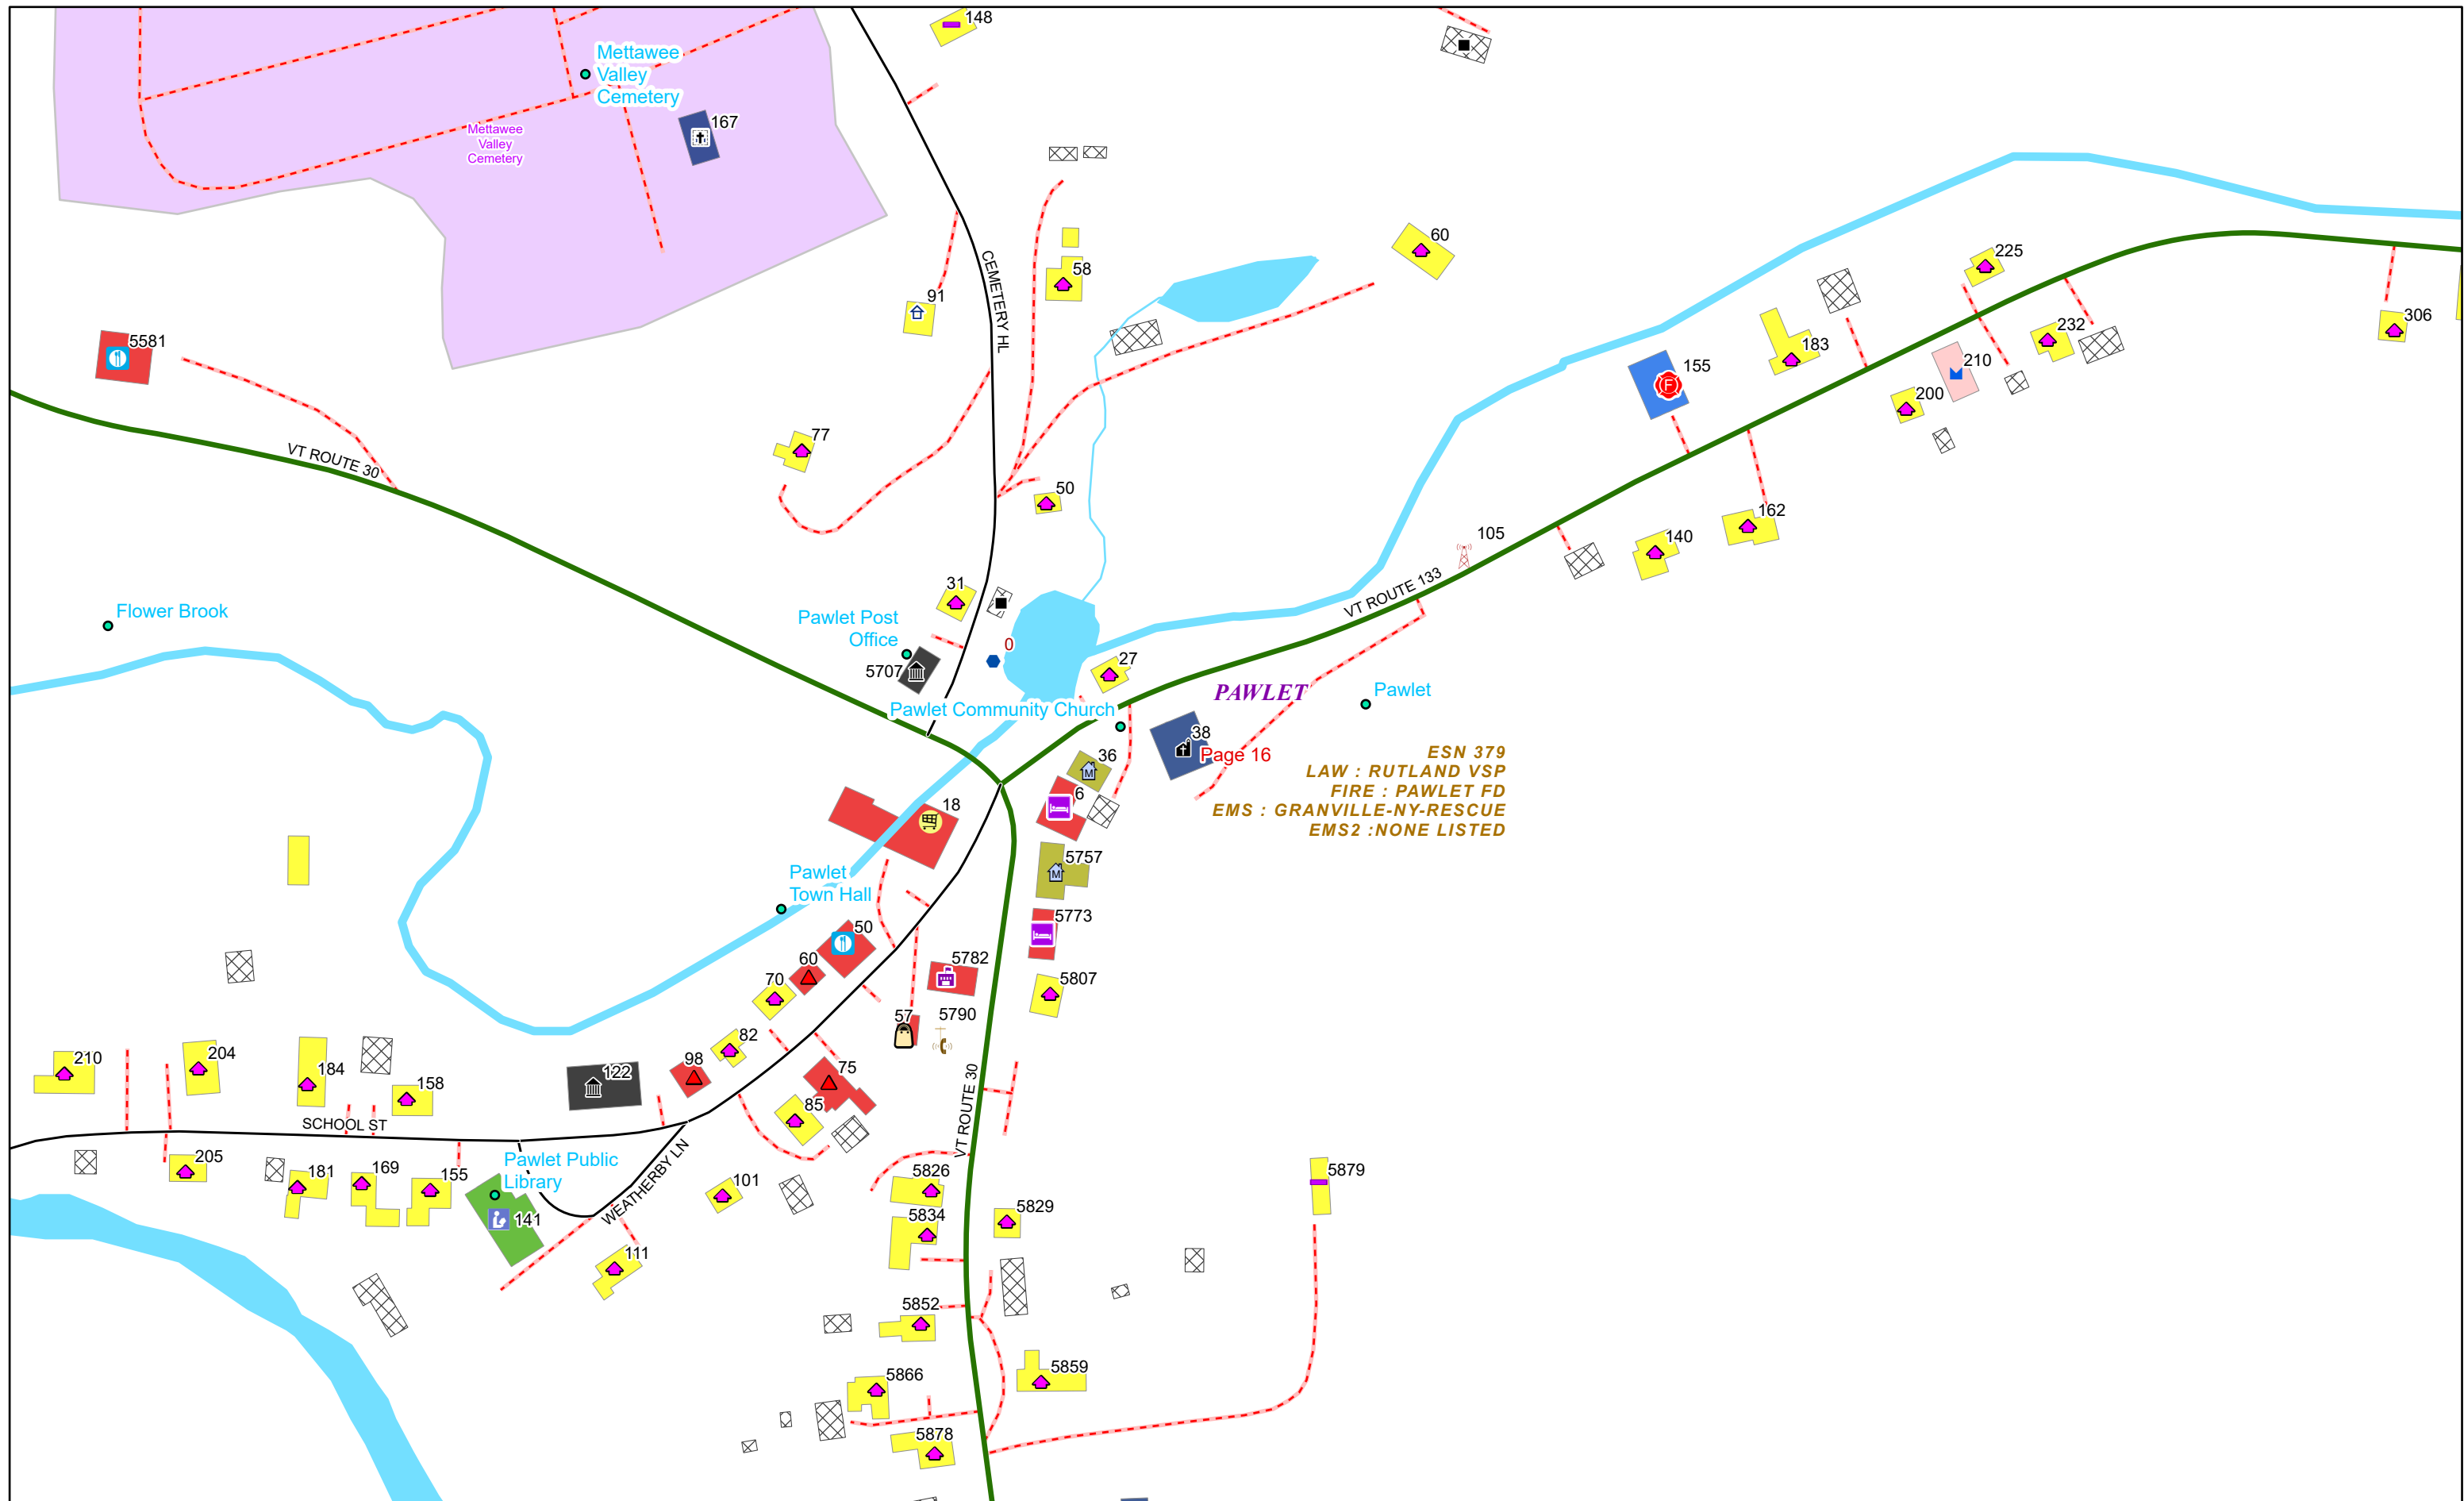 148
Mettawee
Valley
Cemetery
167
Mettawee
Valley
Cemetery
60
225
58
CEMETERY HL
91
306
232
5581
183
210
155
200
77
VT ROUTE 30
50
162
105
140
VT ROUTE 133
31
Flower Brook
Pawlet Post
Office
0
27
5707
PAWLET
Pawlet
Pawlet Community Church
38
36
Page 16
ESN 379
LAW : RUTLAND VSP
FIRE : PAWLET FD
EMS : GRANVILLE-NY-RESCUE
EMS2 :NONE LISTED
6
18
5757
Pawlet
Town Hall
5773
50
60
5782
70
5807
57
5790
82
210
204
184
98
75
122
158
85
VT ROUTE 30
SCHOOL ST
WEATHERBY LN
Pawlet Public
Library
205
181
169
155
101
5826
5879
141
5834
5829
111
5852
5859
5866
5878
F
M
M